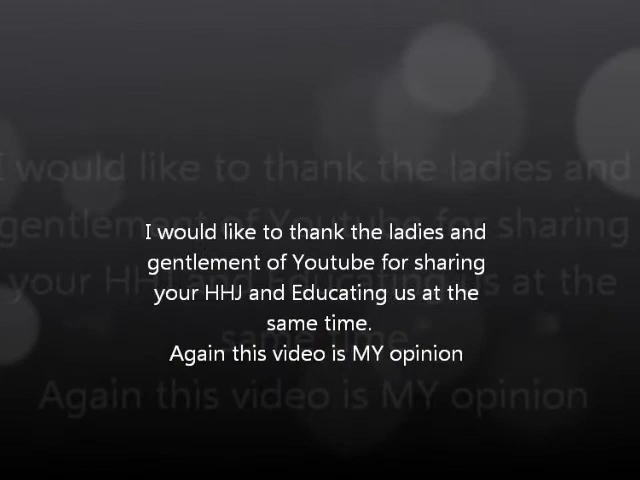 I would like to thank the ladies and
gentlement of Youtube for sharing
your HHJ and Educating us at the
same time.
Again this video is MY opinion